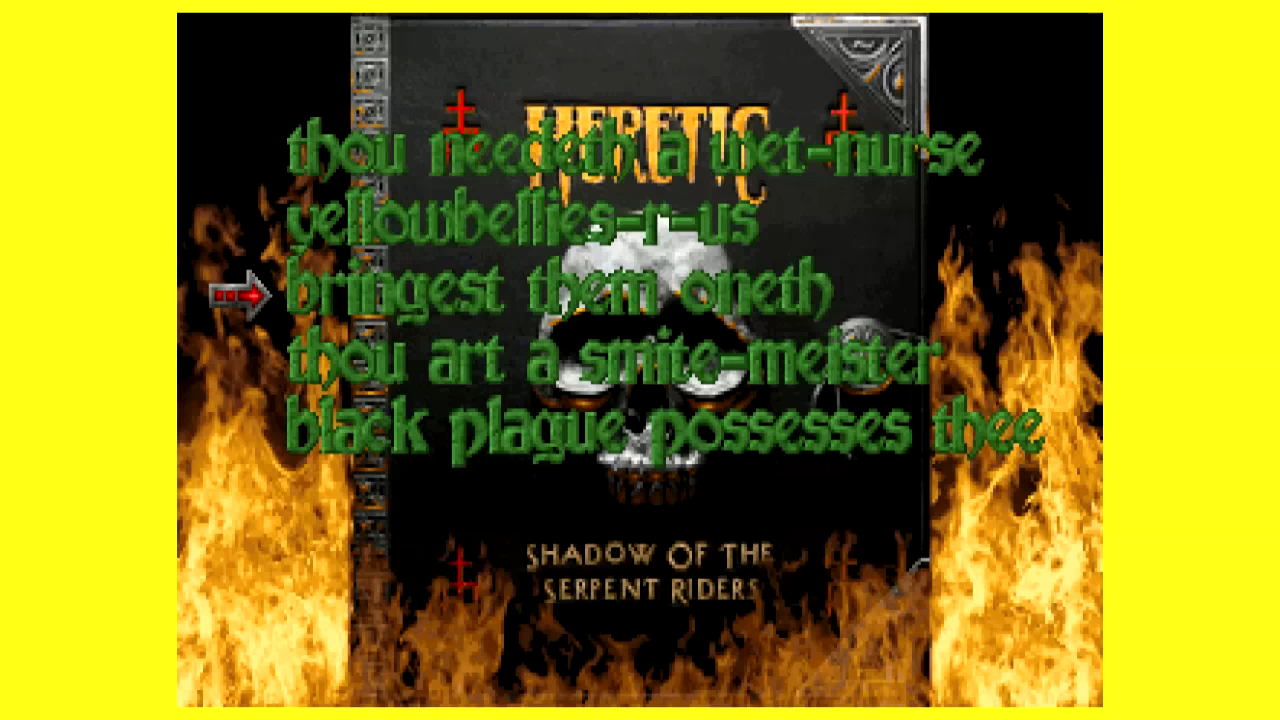 HERETIC
thou needeth a wet-nurse
yellowbellies-r-us
bringest them oneth
thou art a smite-meister
black plague possesses thee
SHADOW OF THE
SERPENT RIDERS